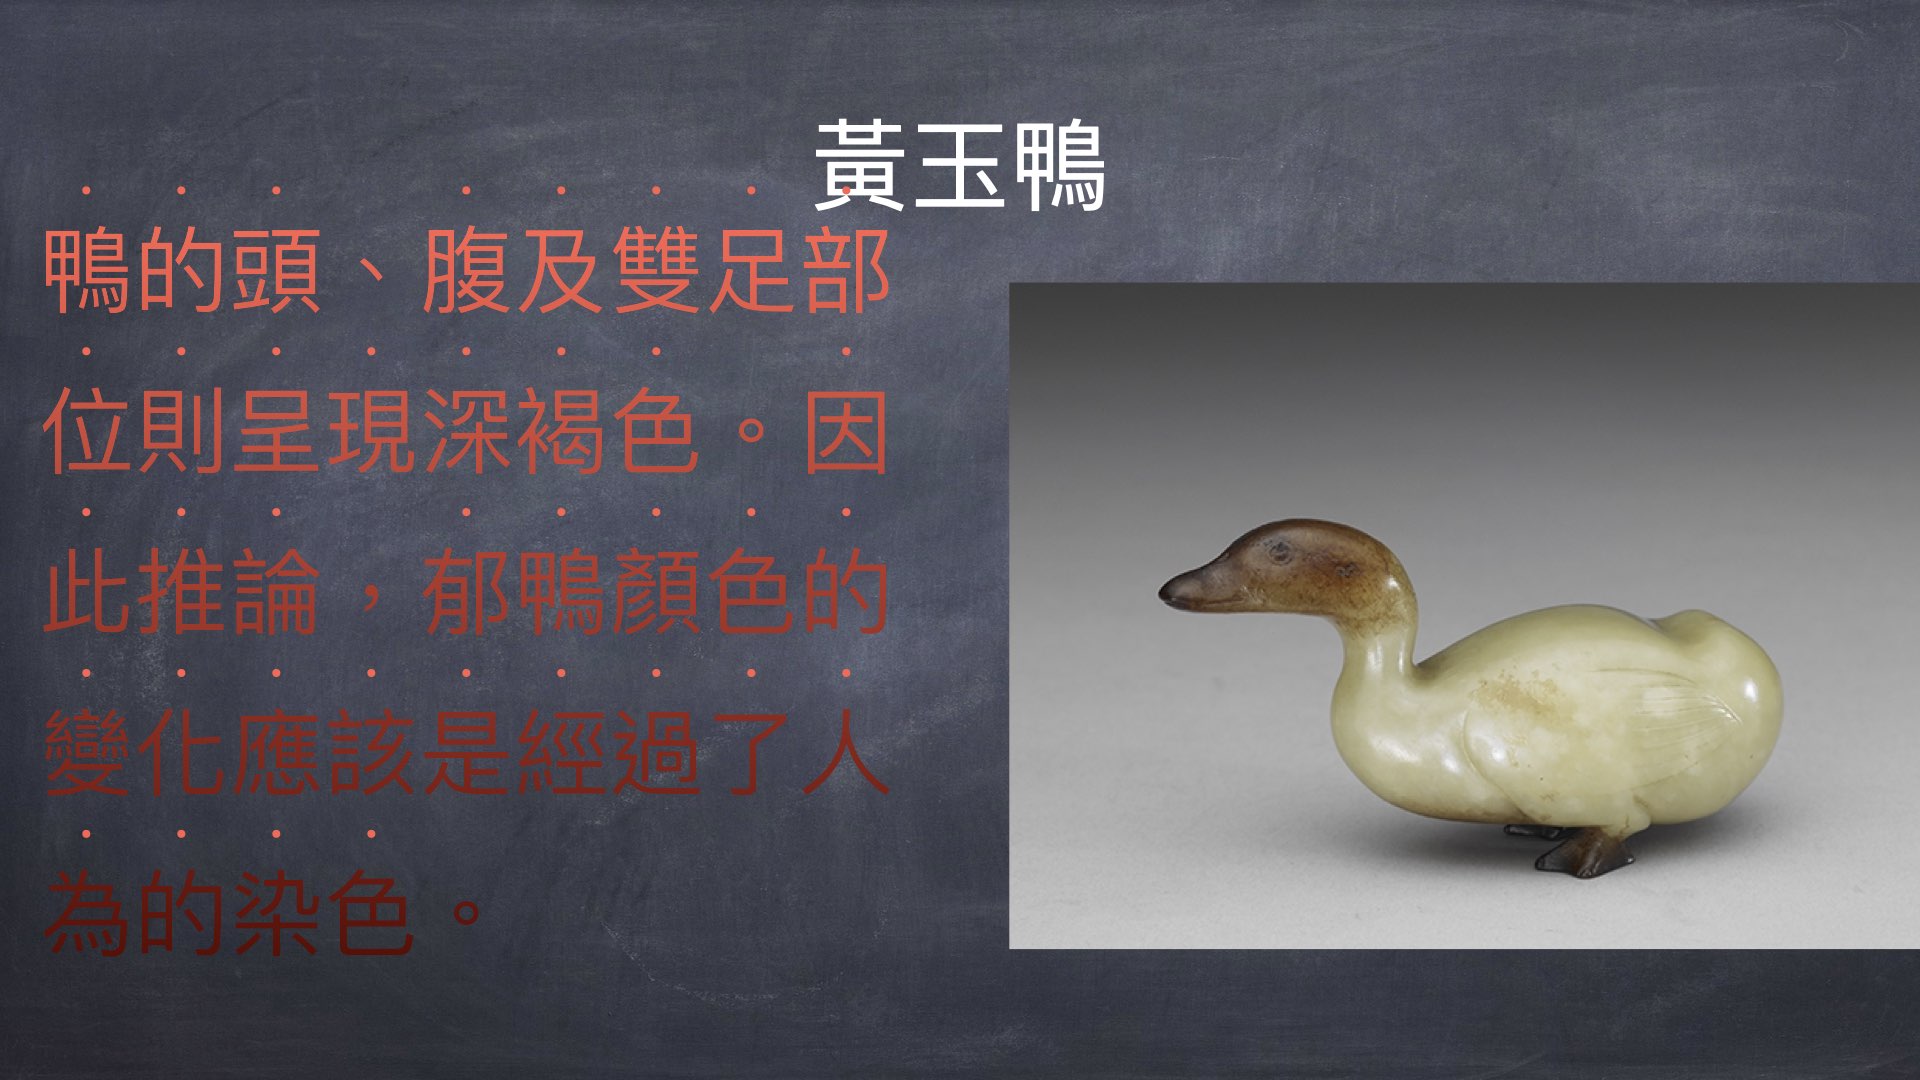 黃玉鴨
鴨的頭、腹及雙足部
位則呈現深褐色。因
此推論，郁鴨顏色的
變化應該是經過了人
為的染色。